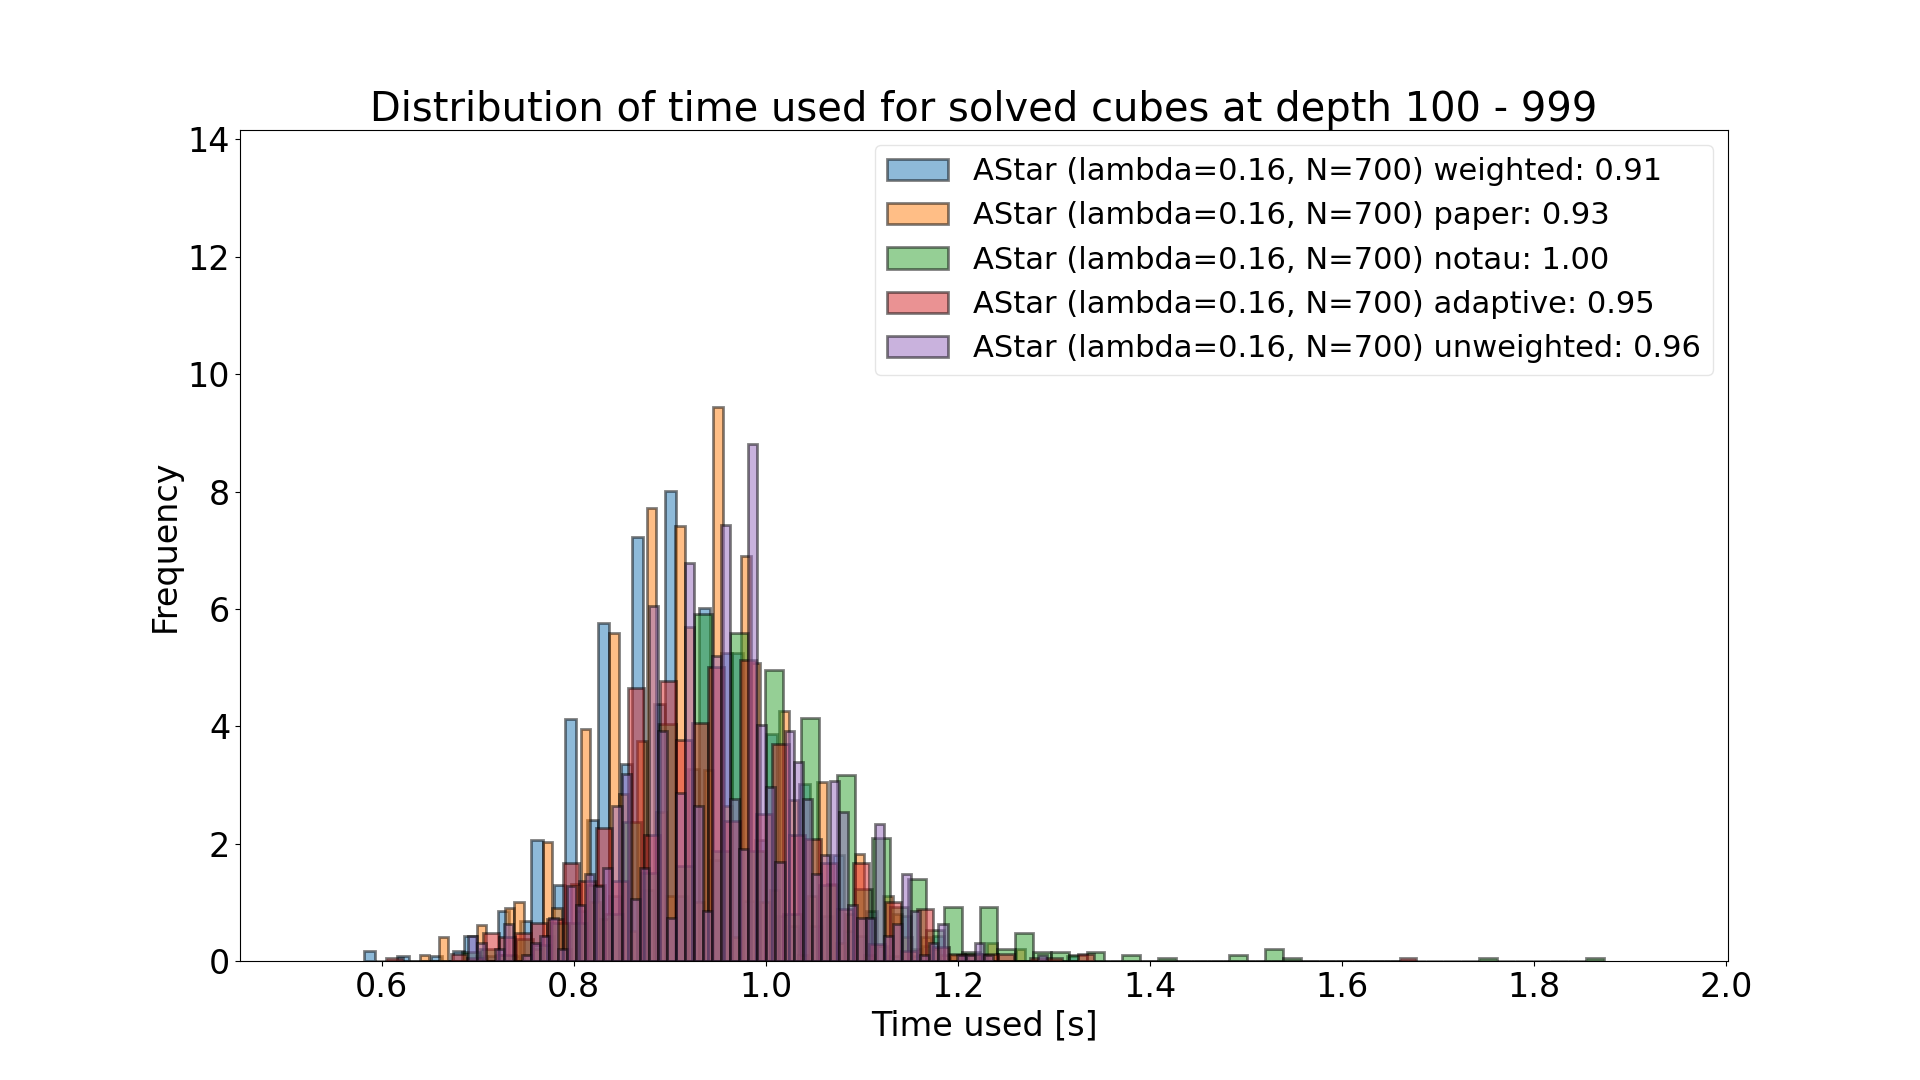 Distribution of time used for solved cubes at depth 100 - 999
14
12
10
8
6
4
2
0
Frequency
AStar (lambda=0.16, N=700) weighted: 0.91
AStar (lambda=0.16, N=700) paper: 0.93
AStar (lambda=0.16, N=700) notau: 1.00
AStar (lambda=0.16, N=700) adaptive: 0.95
AStar (lambda=0.16, N=700) unweighted: 0.96
0.6 0.8 1.0 1.2 1.4 1.6 1.8 2.0
Time used [s]